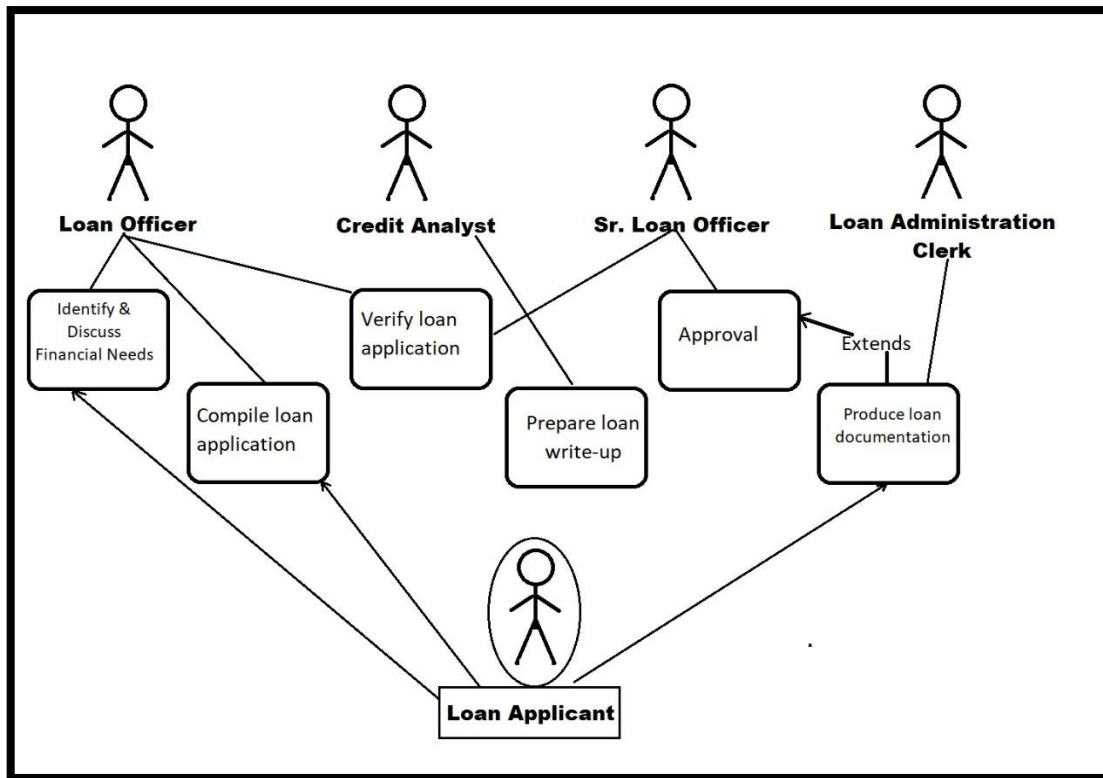 Loan Officer
Credit Analyst
Sr. Loan Officer
Loan Administration
Clerk
Identify &
Discuss
Financial Needs
Verify loan
application
Approval
Extends
Compile loan
application
Prepare loan
write-up
Produce loan
documentation
Loan Applicant